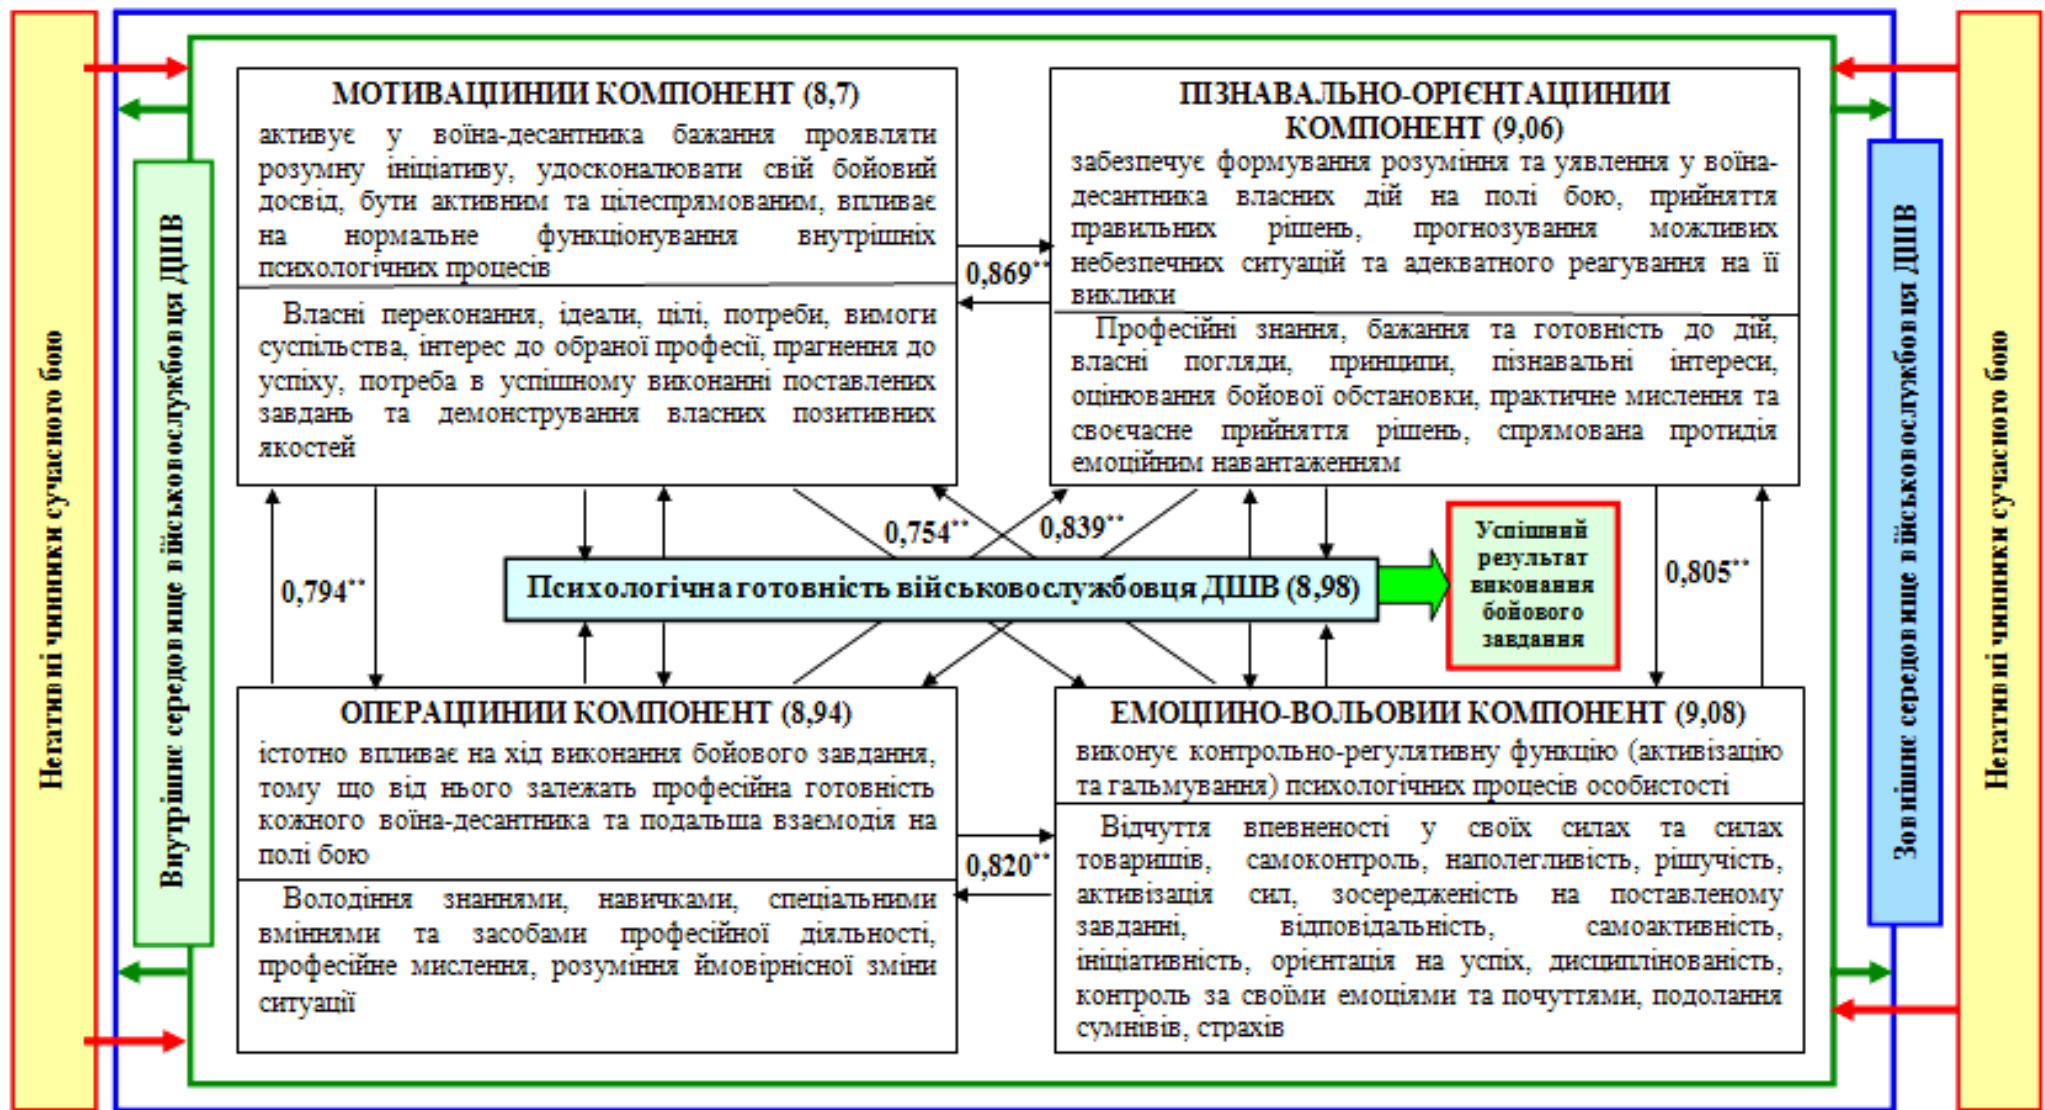 Негативні чинники сучасного бою
Внутрішнє середовище військовослужбовця ДШВ
МОТИВАЦІЙНИЙ КОМПОНЕНТ (8,7)
активує у воїна-десантника бажання проявляти
розумну ініціативу, удосконалювати свій бойовий
досвід, бути активним та цілеспрямованим, впливає
на нормальне функціонування внутрішніх
психологічних процесів
Власні переконання, ідеали, цілі, потреби, вимоги
суспільства, інтерес до обраної професії, прагнення до
успіху, потреба в успішному виконанні поставлених
завдань та демонстрування власних позитивних
якостей
0,869**
ПІЗНАВАЛЬНО-ОРІЄНТАЦІЙНИЙ
КОМПОНЕНТ (9,06)
забезпечує формування розуміння та уявлення у воїна-
десантника власних дій на полі бою, прийняття
правильних рішень, прогнозування можливих
небезпечних ситуацій та адекватного реагування на її
виклики
Професійні знання, бажання та готовність до дій,
власні погляди, принципи, пізнавальні інтереси,
оцінювання бойової обстановки, практичне мислення та
своєчасне прийняття рішень, спрямована протидія
емоційним навантаженням
0,794**
0,754**
0,839**
0,805**
Психологічна готовність військовослужбовця ДШВ (8,98)
Успішний
результат
виконання
бойового
завдання
ОПЕРАЦІЙНИЙ КОМПОНЕНТ (8,94)
істотно впливає на хід виконання бойового завдання,
тому що від нього залежать професійна готовність
кожного воїна-десантника та подальша взаємодія на
полі бою
Володіння знаннями, навичками, спеціальними
вміннями та засобами професійної діяльності,
професійне мислення, розуміння ймовірнісної зміни
ситуації
0,820**
ЕМОЦІЙНО-ВОЛЬОВИЙ КОМПОНЕНТ (9,08)
виконує контрольно-регулятивну функцію (активізацію
та гальмування) психологічних процесів особистості
Відчуття впевненості у своїх силах та силах
товаришів, самоконтроль, наполегливість, рішучість,
активізація сил, зосередженість на поставленому
завданні, відповідальність, самоактивність,
ініціативність, орієнтація на успіх, дисциплінованість,
контроль за своїми емоціями та почуттями, подолання
сумнівів, страхів
Зовнішнє середовище військовослужбовця ДШВ
Негативні чинники сучасного бою